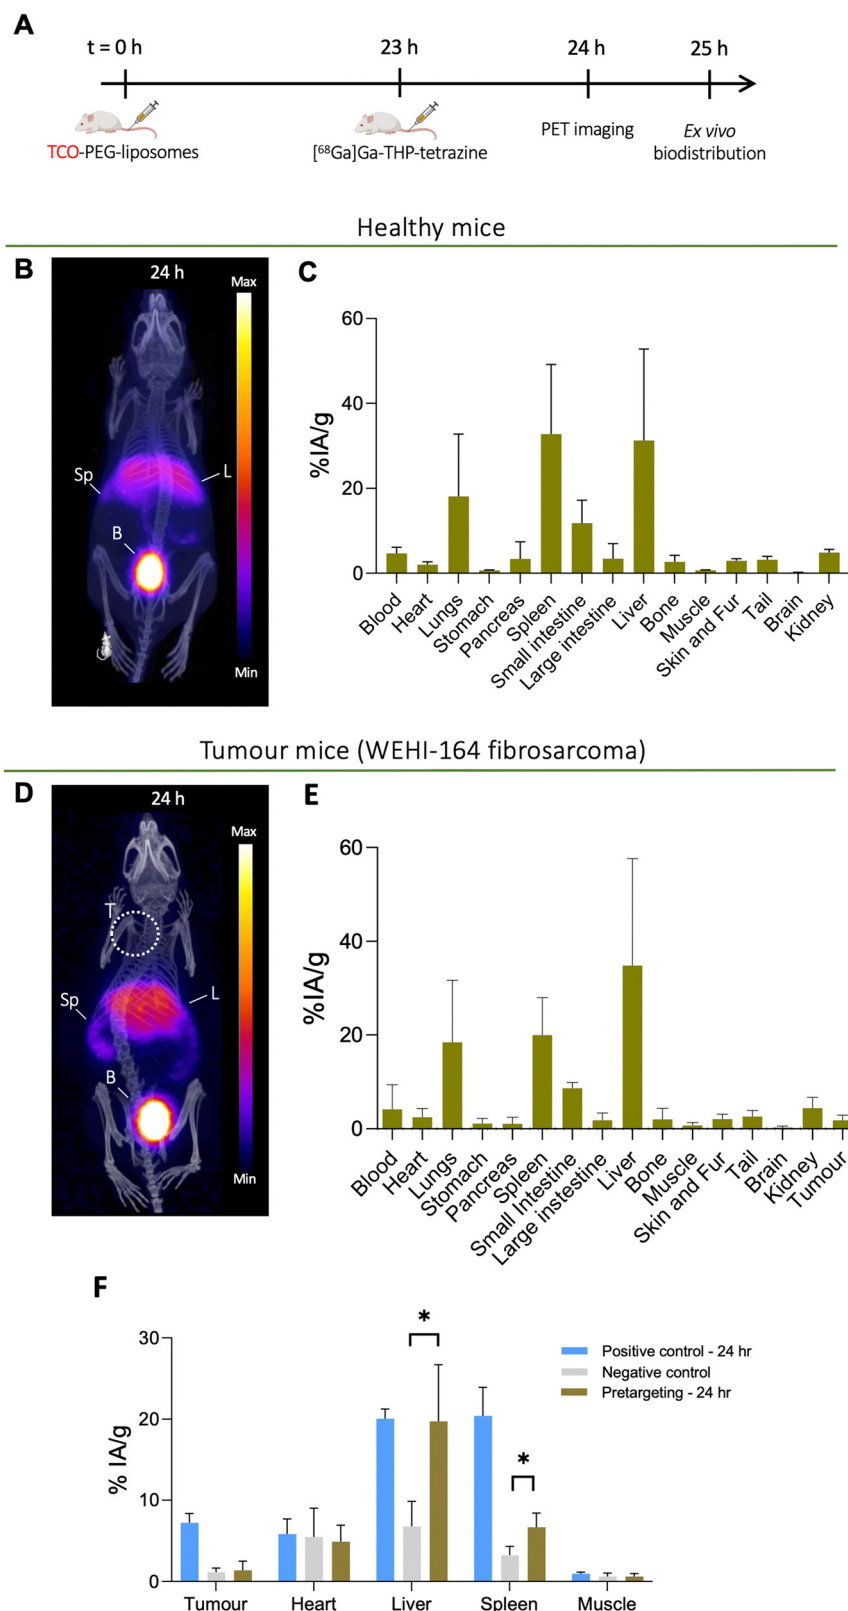 A
t = 0 h 23 h 24 h 25 h
TCO-PEG-liposomes
[⁶⁸Ga]Ga-THP-tetrazine
PET imaging
Ex vivo
biodistribution
Healthy mice
B
24 h
Max
Sp
L
B
Min
C
%IA/g
60
40
20
0
Blood
Heart
Lungs
Stomach
Pancreas
Spleen
Small intestine
Large intestine
Liver
Bone
Muscle
Skin and Fur
Tail
Brain
Kidney
Tumour mice (WEHI-164 fibrosarcoma)
D
24 h
Max
T
Sp
L
B
Min
E
%IA/g
60
40
20
0
Blood
Heart
Lungs
Stomach
Pancreas
Spleen
Small Intestine
Large instestine
Liver
Bone
Muscle
Skin and Fur
Tail
Brain
Kidney
Tumour
F
% IA/g
30
20
10
0
*
*
Positive control - 24 hr
Negative control
Pretargeting - 24 hr
Tumour Heart Liver Spleen Muscle